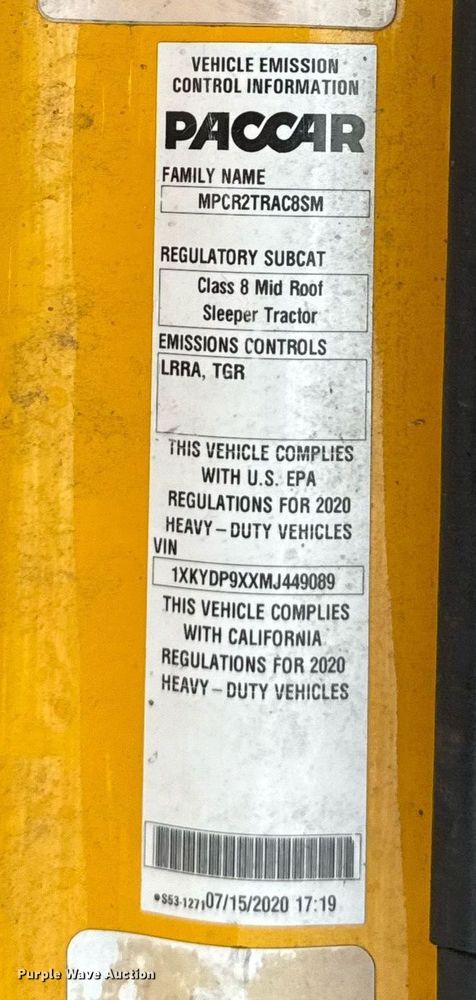 VEHICLE EMISSION
CONTROL INFORMATION
PACCAR
FAMILY NAME
MPCR2TRAC8SM
REGULATORY SUBCAT
Class 8 Mid Roof
Sleeper Tractor
EMISSIONS CONTROLS
LRRA, TGR
THIS VEHICLE COMPLIES
WITH U.S. EPA
REGULATIONS FOR 2020
HEAVY-DUTY VEHICLES
VIN
1XKYDP9XXMJ449089
THIS VEHICLE COMPLIES
WITH CALIFORNIA
REGULATIONS FOR 2020
HEAVY-DUTY VEHICLES
S53-1271 07/15/2020 17:19
Purple Wave Auction